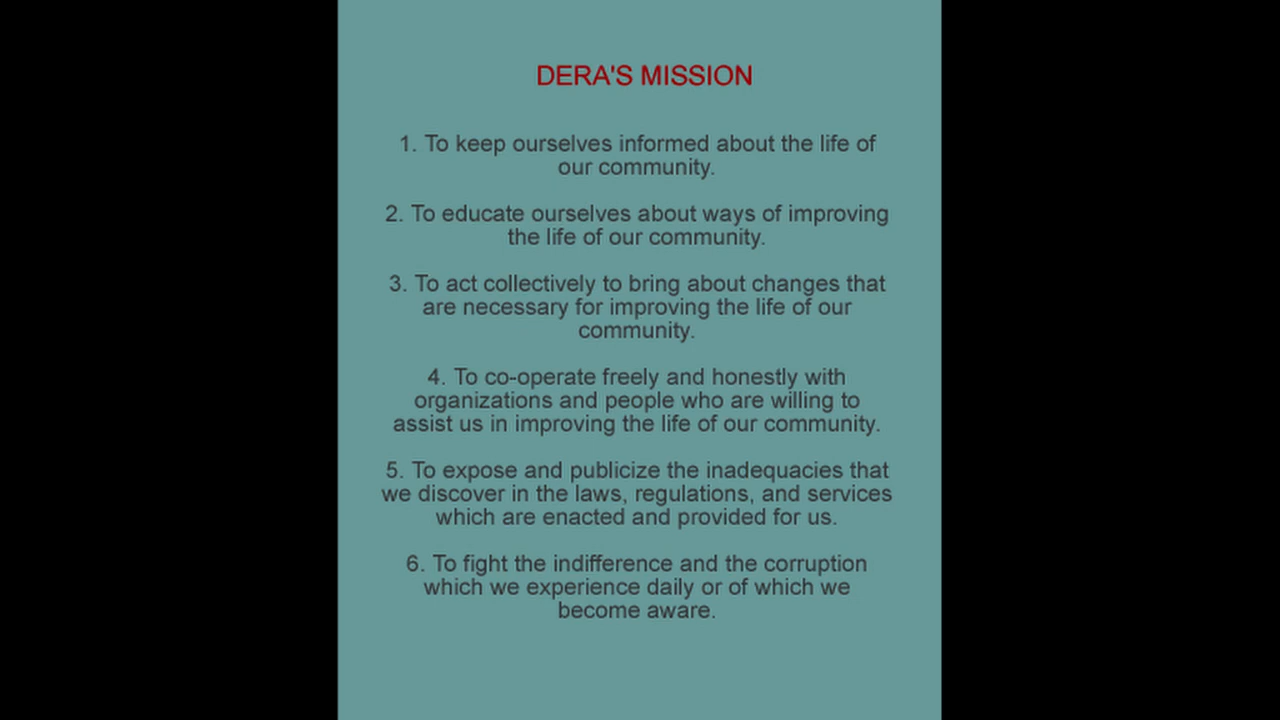 DERA'S MISSION
1. To keep ourselves informed about the life of
our community.
2. To educate ourselves about ways of improving
the life of our community.
3. To act collectively to bring about changes that
are necessary for improving the life of our
community.
4. To co-operate freely and honestly with
organizations and people who are willing to
assist us in improving the life of our community.
5. To expose and publicize the inadequacies that
we discover in the laws, regulations, and services
which are enacted and provided for us.
6. To fight the indifference and the corruption
which we experience daily or of which we
become aware.